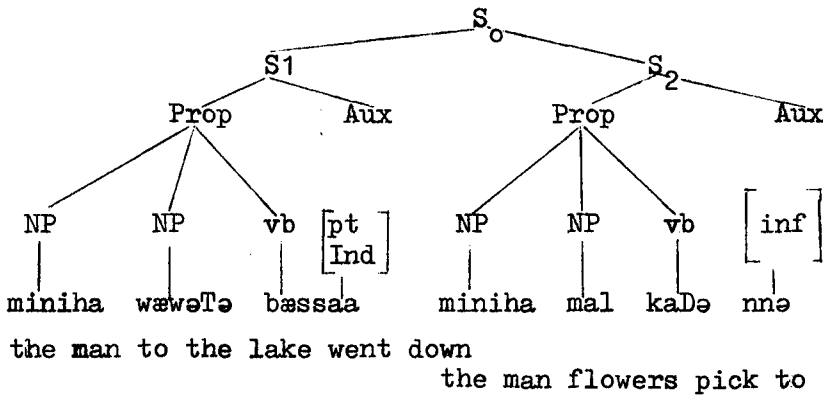 S₀
S1 S₂
Prop Aux Prop Aux
NP NP vb [pt NP NP vb [inf]
Ind]
miniha wæwəTə bæssaa miniha mal kaDə nnə
the man to the lake went down
the man flowers pick to